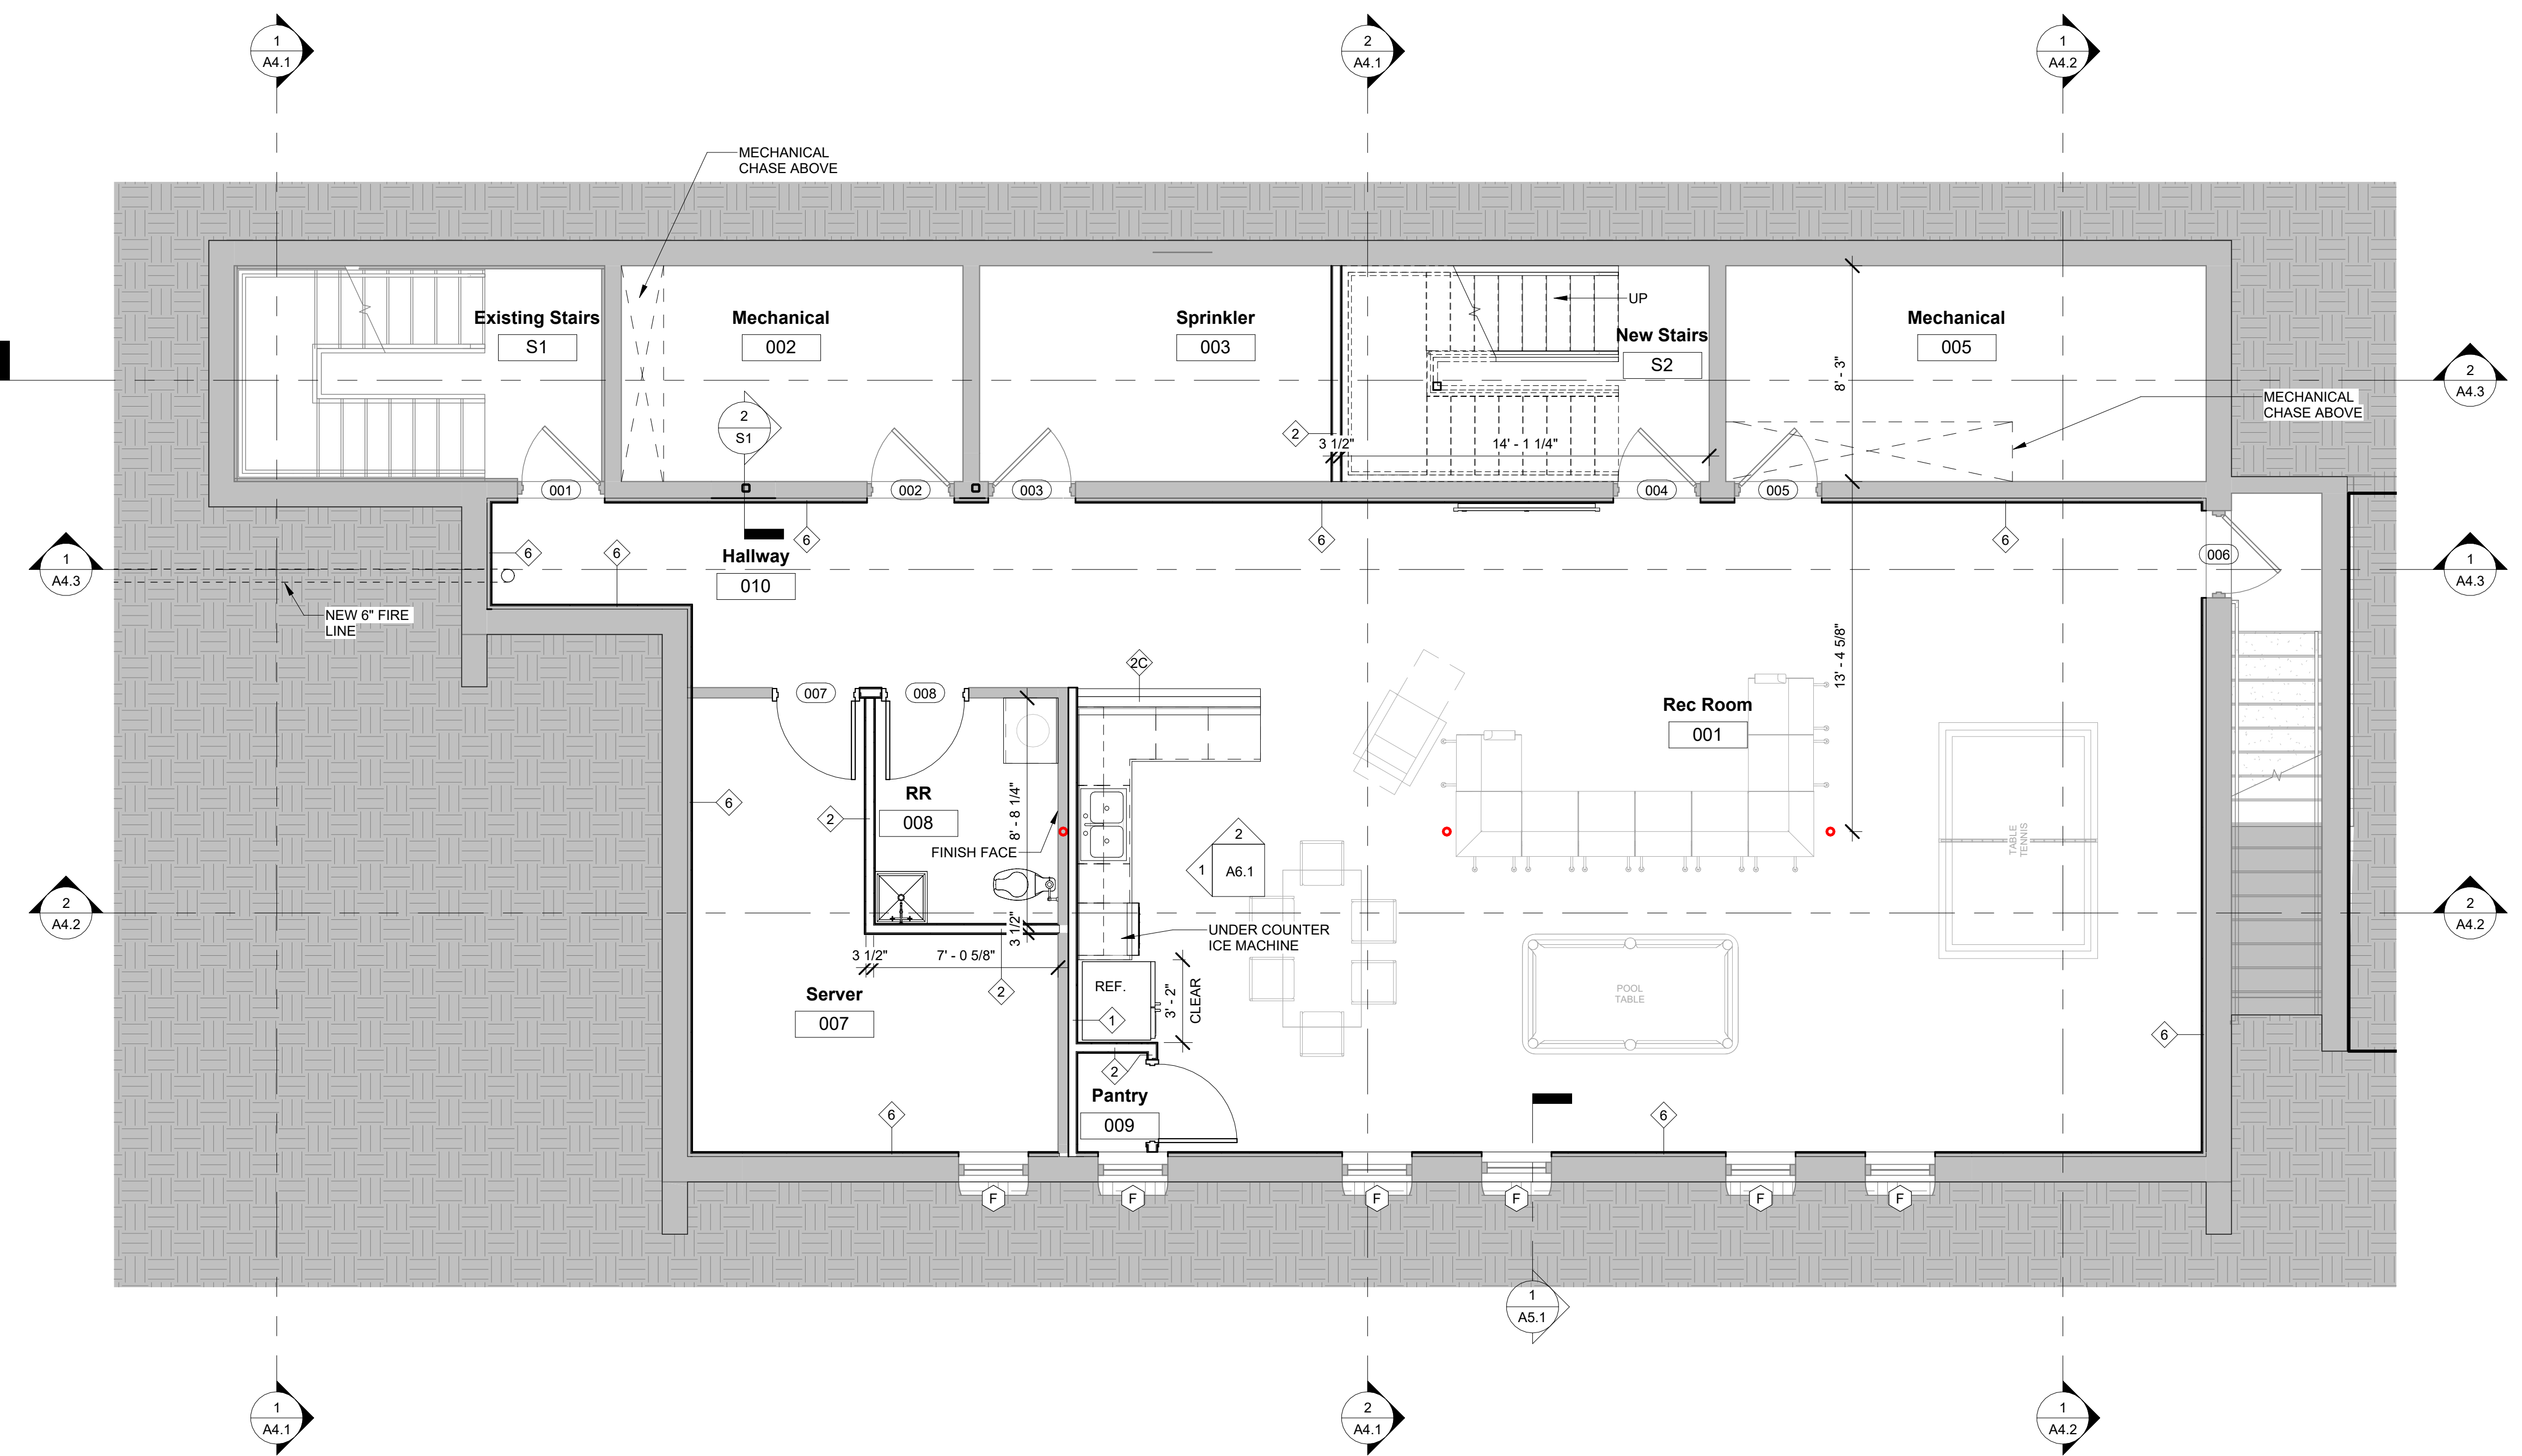 1
A4.1
2
A4.1
1
A4.2
MECHANICAL
CHASE ABOVE
Existing Stairs
S1
Mechanical
002
Sprinkler
003
UP
New Stairs
S2
Mechanical
005
8' - 3"
2
A4.3
MECHANICAL
CHASE ABOVE
2
S1
2
3 1/2"
14' - 1 1/4"
001
002
003
004
005
6
6
6
6
6
006
Hallway
010
1
A4.3
1
A4.3
NEW 6" FIRE
LINE
13' - 4 5/8"
2C
007
008
Rec Room
001
6
2
RR
008
8' - 8 1/4"
FINISH FACE
2
1
A6.1
TABLE
TENNIS
2
A4.2
2
A4.2
3 1/2"
UNDER COUNTER
ICE MACHINE
3 1/2"
7' - 0 5/8"
2
REF.
3' - 2"
CLEAR
POOL
TABLE
Server
007
1
6
2
Pantry
009
6
6
F
F
F
F
F
F
1
A5.1
1
A4.1
2
A4.1
1
A4.2